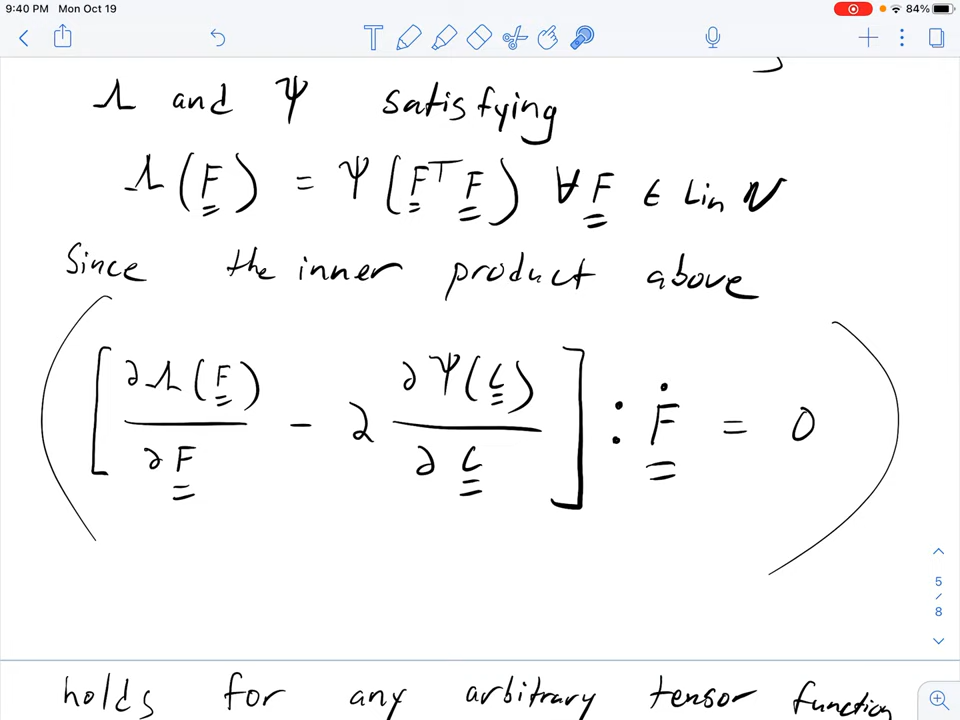 9:40 PM Mon Oct 19
84%
T
Λ and Ψ satisfying
Λ(F) = Ψ(FᵀF) ∀ F ∈ Lin V
Since the inner product above
([∂Λ(F)/∂F − 2 ∂Ψ(C)/∂C] : Ḟ = 0)
5
/
8
holds for any arbitrary tensor function